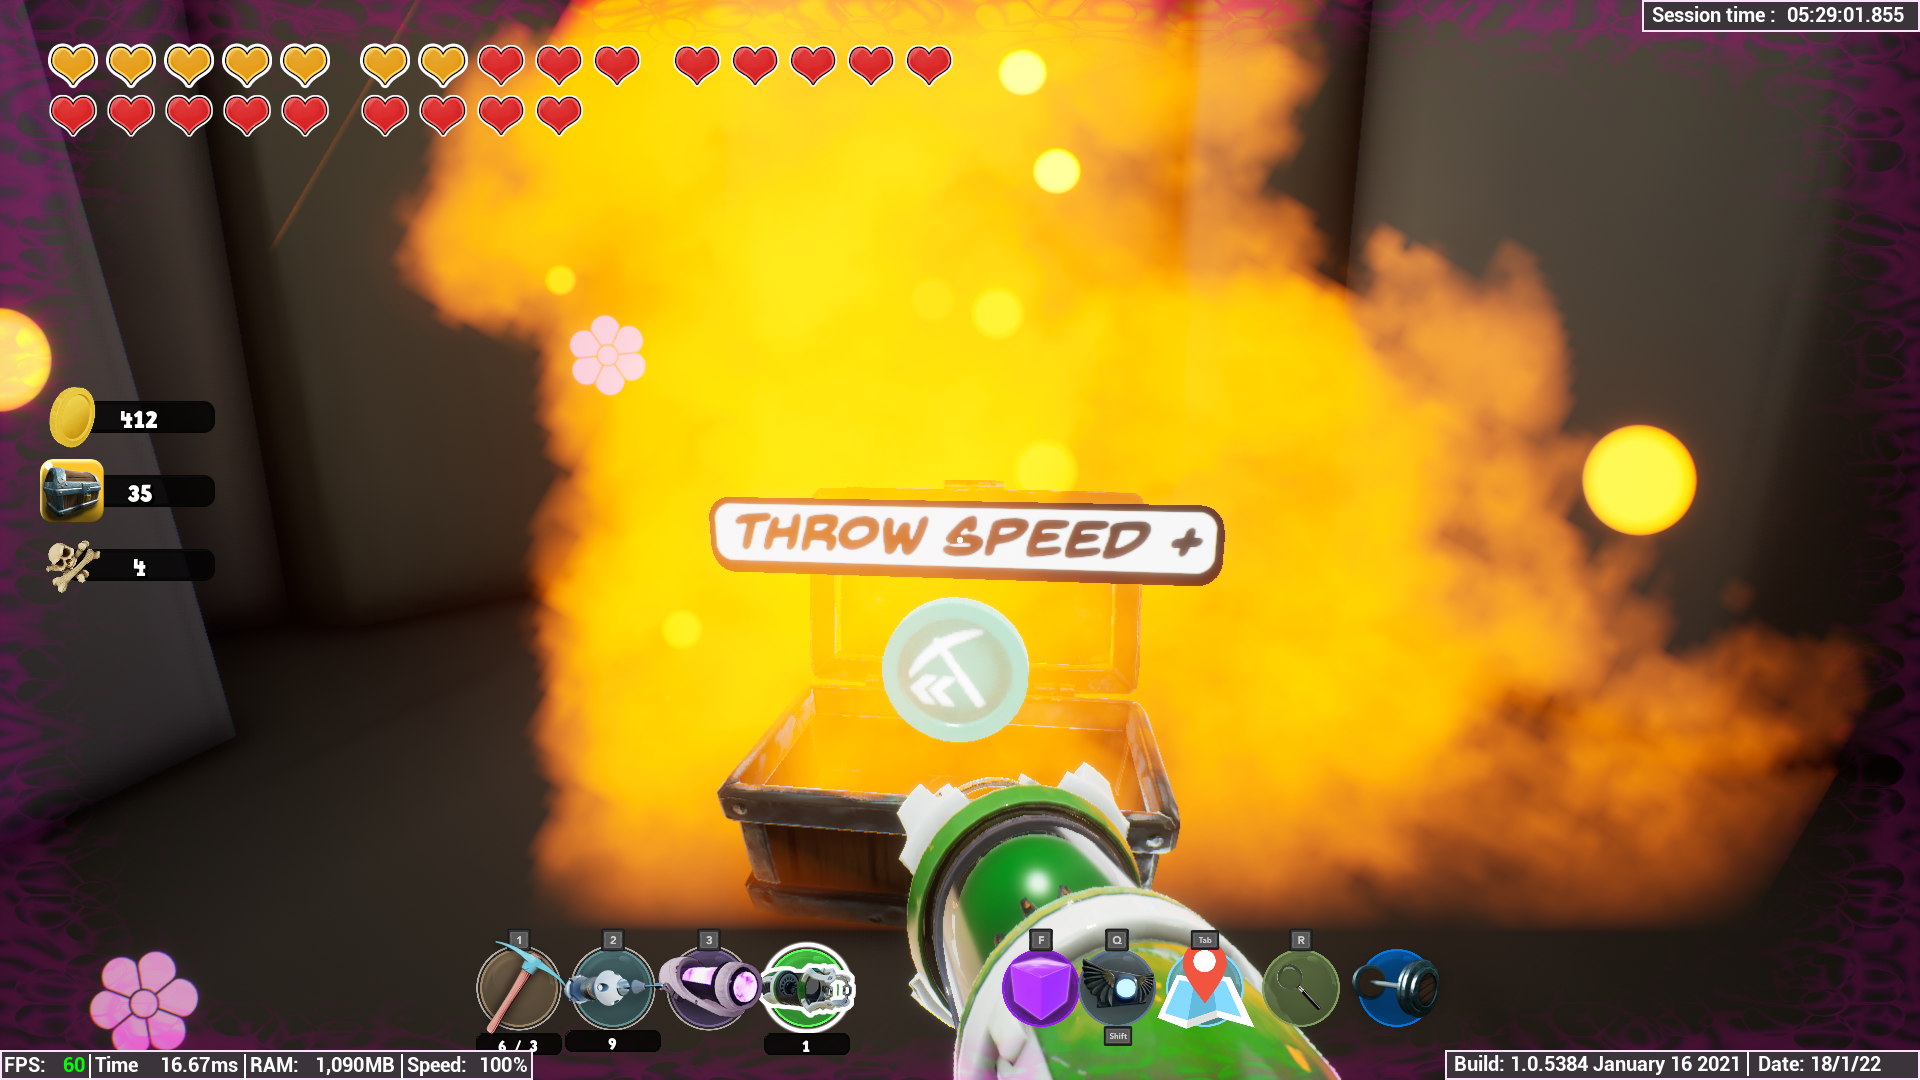 Session time : 05:29:01.855
412
35
4
THROW SPEED +
1
2
3
F
Q
Tab
R
Shift
6 / 3
9
1
FPS: 60 Time 16.67ms RAM: 1,090MB Speed: 100%
Build: 1.0.5384 January 16 2021 Date: 18/1/22